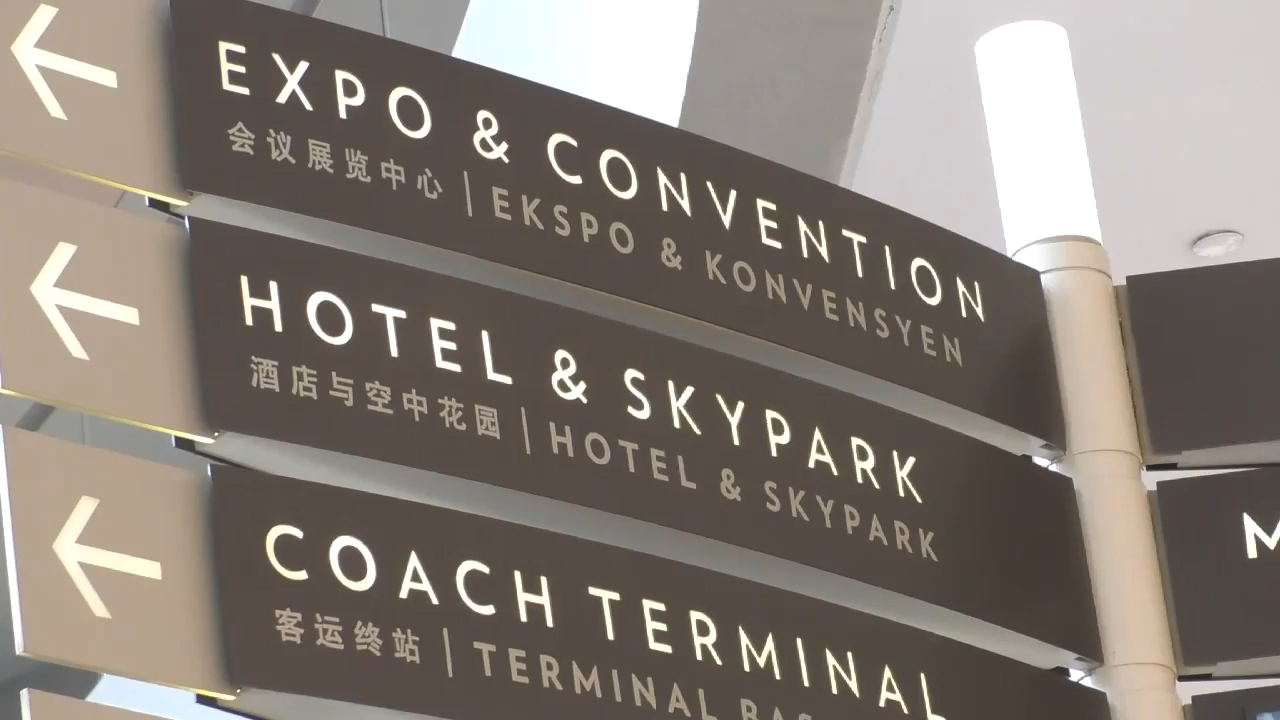 EXPO & CONVENTION
会议展览中心 | EKSPO & KONVENSYEN
HOTEL & SKYPARK
酒店与空中花园 | HOTEL & SKYPARK
COACH TERMINAL
客运终站 | TERMINAL